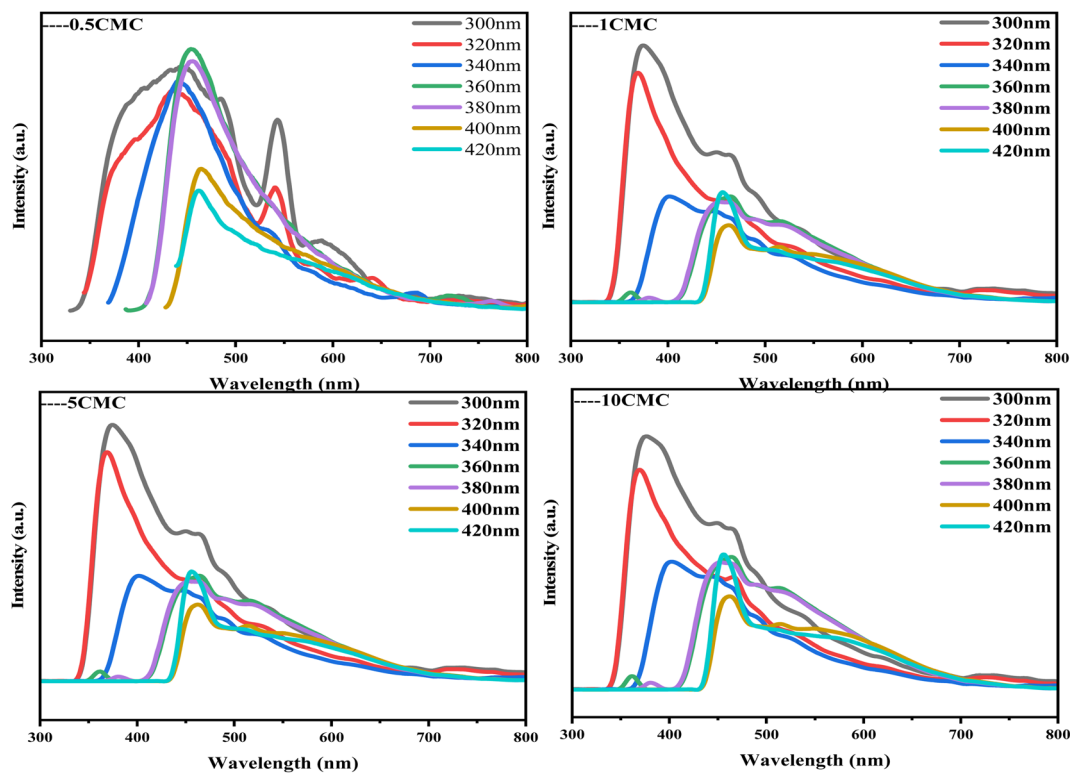 ----0.5CMC
300nm
320nm
340nm
360nm
380nm
400nm
420nm
Intensity (a.u.)
300 400 500 600 700 800
Wavelength (nm)
----1CMC
300nm
320nm
340nm
360nm
380nm
400nm
420nm
Intensity (a.u.)
300 400 500 600 700 800
Wavelength (nm)
----5CMC
300nm
320nm
340nm
360nm
380nm
400nm
420nm
Intensity (a.u.)
300 400 500 600 700 800
Wavelength (nm)
----10CMC
300nm
320nm
340nm
360nm
380nm
400nm
420nm
Intensity (a.u.)
300 400 500 600 700 800
Wavelength (nm)